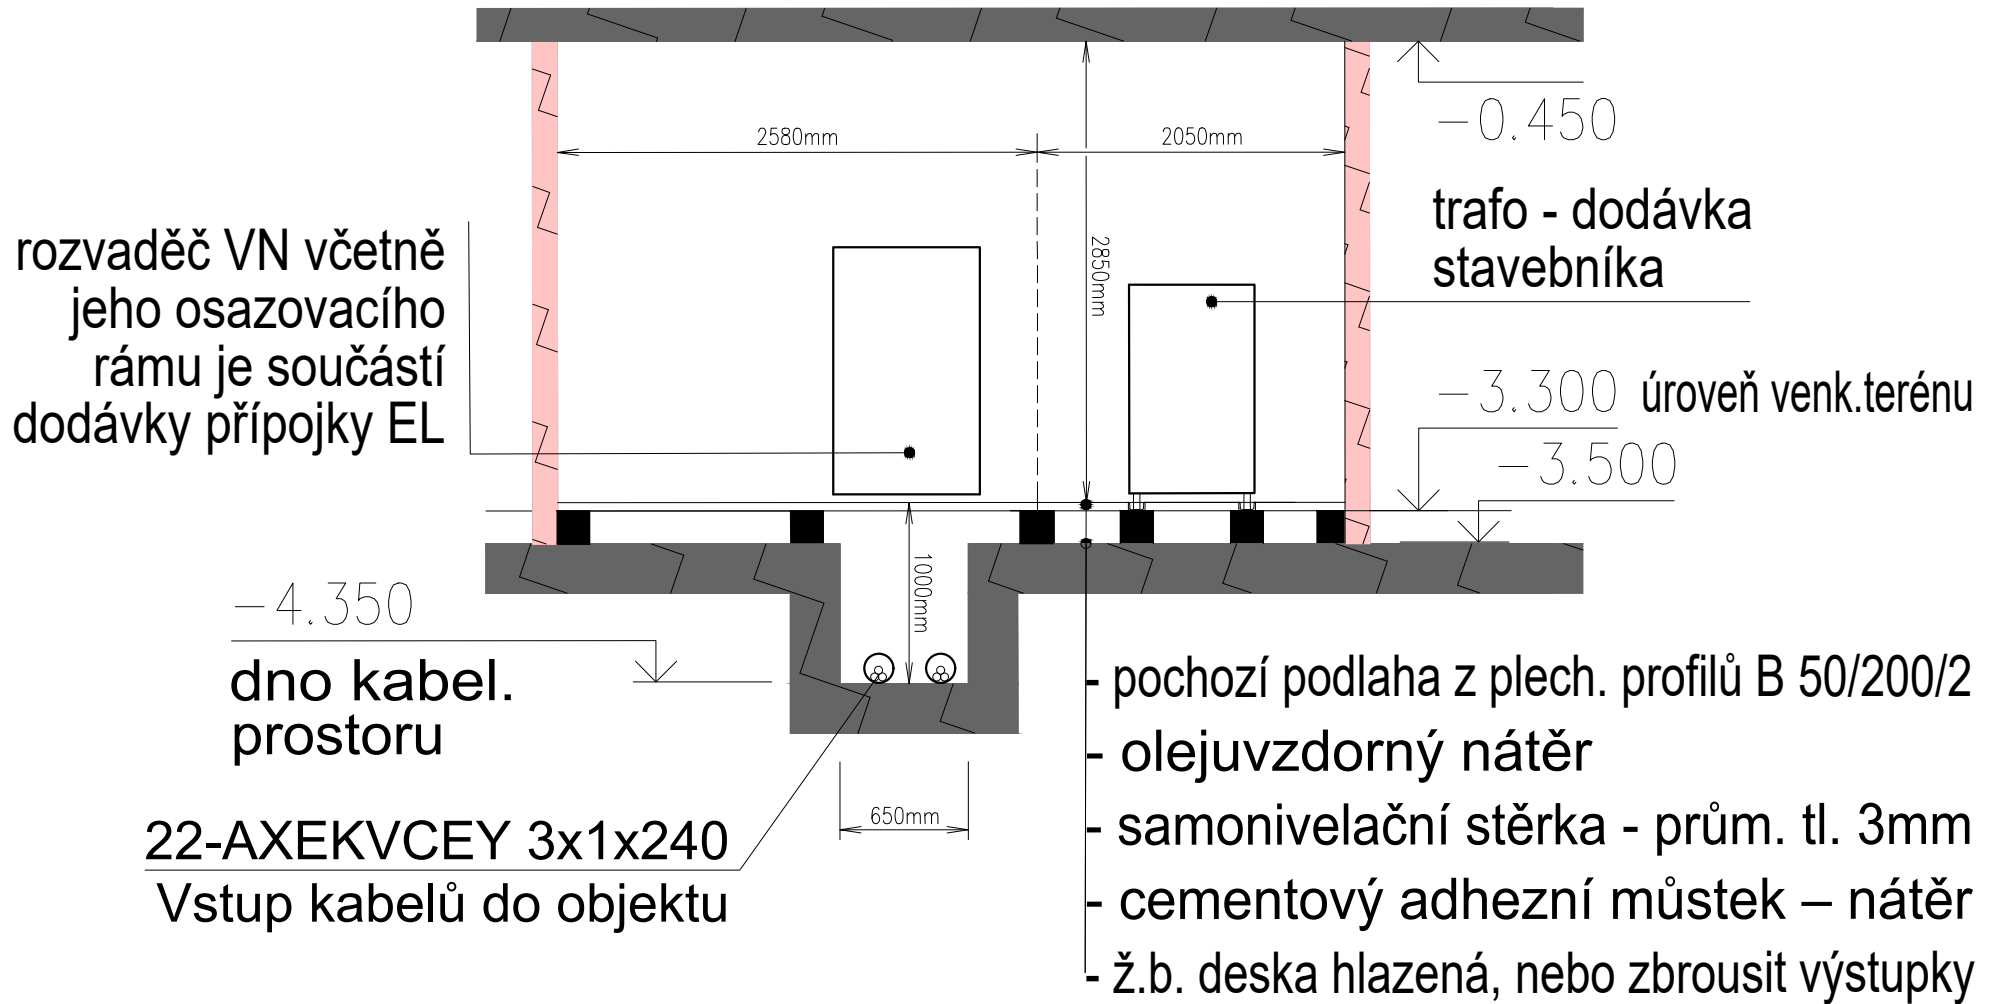 -0.450
2580mm
2050mm
trafo - dodávka
stavebníka
rozvaděč VN včetně
jeho osazovacího
rámu je součástí
dodávky přípojky EL
2850mm
-3.300 úroveň venk.terénu
-3.500
1000mm
-4.350
dno kabel.
prostoru
- pochozí podlaha z plech. profilů B 50/200/2
- olejuvzdorný nátěr
650mm
22-AXEKVCEY 3x1x240
Vstup kabelů do objektu
- samonivelační stěrka - prům. tl. 3mm
- cementový adhezní můstek – nátěr
- ž.b. deska hlazená, nebo zbrousit výstupky